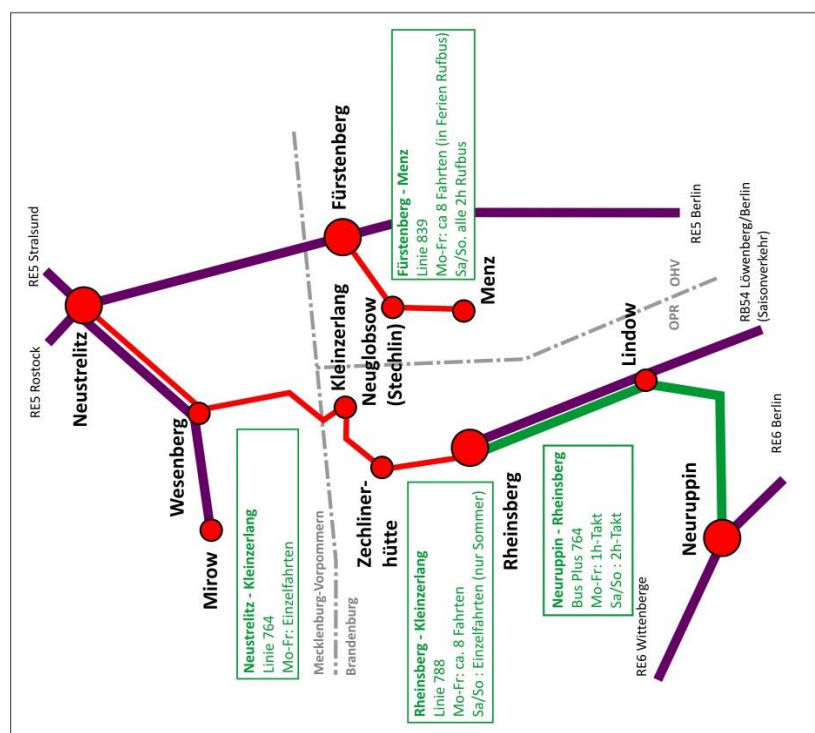 RE5 Rostock
RE5 Stralsund
Neustrelitz
Wesenberg
Mirow
Neustrelitz - Kleinzerlang
Linie 764
Mo-Fr: Einzelfahrten
Mecklenburg-Vorpommern
Brandenburg
Fürstenberg
Fürstenberg - Menz
Linie 839
Mo-Fr: ca 8 Fahrten (in Ferien Rufbus)
Sa/So. alle 2h Rufbus
Kleinzerlang
Neuglobsow
(Stechlin)
Menz
Zechliner-
hütte
Rheinsberg
Rheinsberg - Kleinzerlang
Linie 788
Mo-Fr: ca. 8 Fahrten
Sa/So : Einzelfahrten (nur Sommer)
Neuruppin - Rheinsberg
Bus Plus 764
Mo-Fr: 1h-Takt
Sa/So : 2h-Takt
Lindow
OPR
OHV
RE5 Berlin
RB54 Löwenberg/Berlin
(Saisonverkehr)
Neuruppin
RE6 Wittenberge
RE6 Berlin